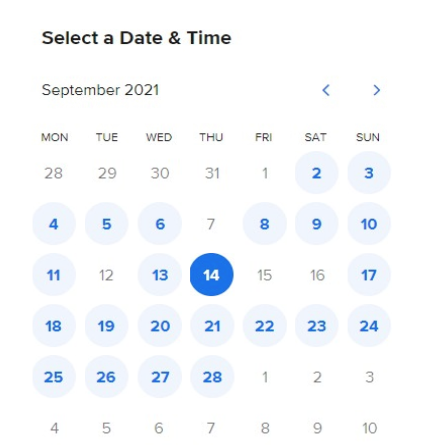 Select a Date & Time
September 2021
MON TUE WED THU FRI SAT SUN
28 29 30 31 1 2 3
4 5 6 7 8 9 10
11 12 13 14 15 16 17
18 19 20 21 22 23 24
25 26 27 28 1 2 3
4 5 6 7 8 9 10